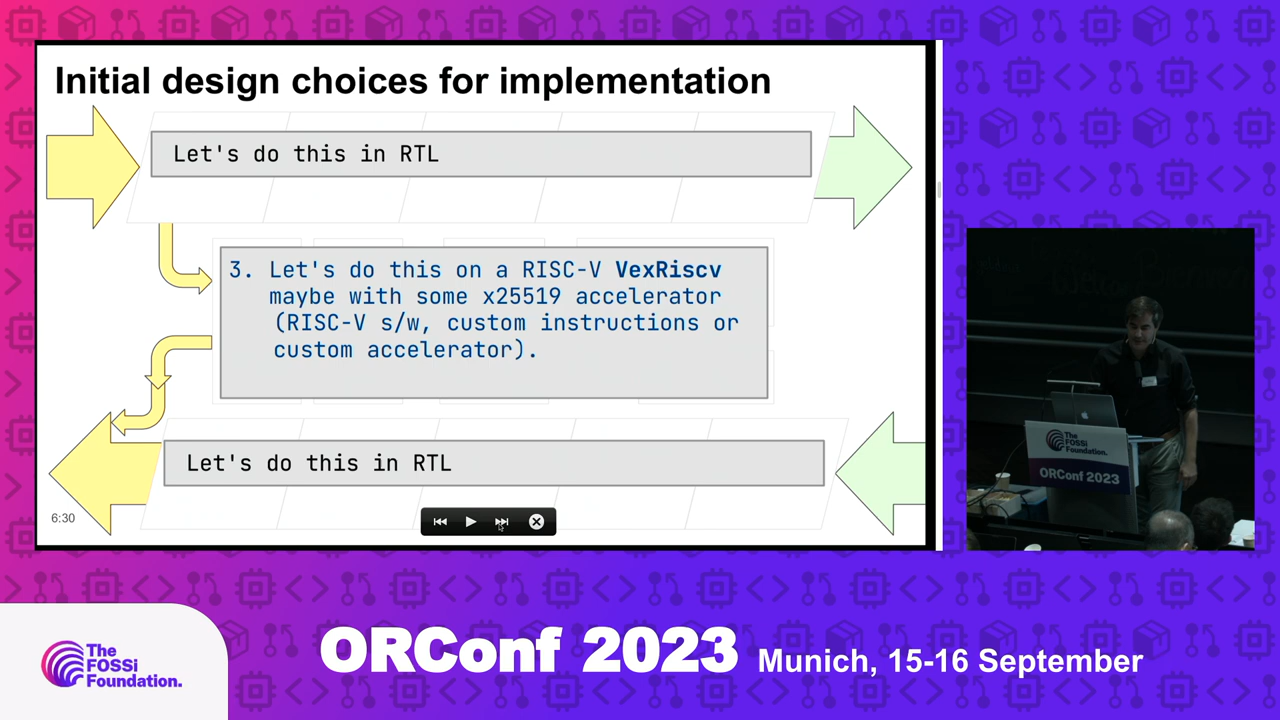 Initial design choices for implementation
Let's do this in RTL
3. Let's do this on a RISC-V VexRiscv
maybe with some x25519 accelerator
(RISC-V s/w, custom instructions or
custom accelerator).
Let's do this in RTL
6:30
The
FOSSi
Foundation.
ORConf 2023
The
FOSSi
Foundation.
ORConf 2023 Munich, 15-16 September